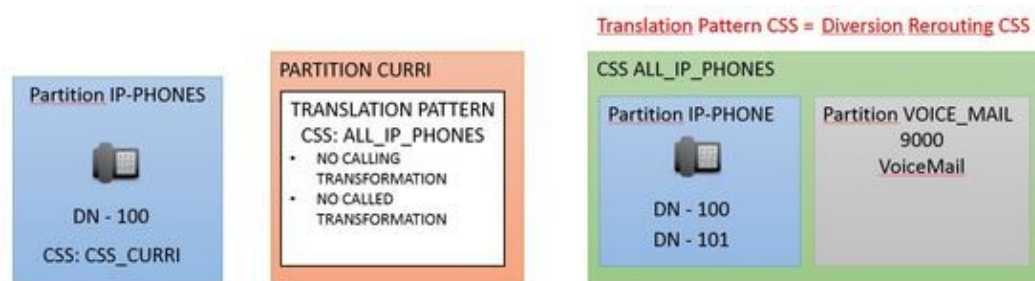 Translation Pattern CSS = Diversion Rerouting CSS
Partition IP-PHONES
DN - 100
CSS: CSS_CURRI
PARTITION CURRI
TRANSLATION PATTERN
CSS: ALL_IP_PHONES
• NO CALLING
TRANSFORMATION
• NO CALLED
TRANSFORMATION
CSS ALL_IP_PHONES
Partition IP-PHONE
DN - 100
DN - 101
Partition VOICE_MAIL
9000
VoiceMail